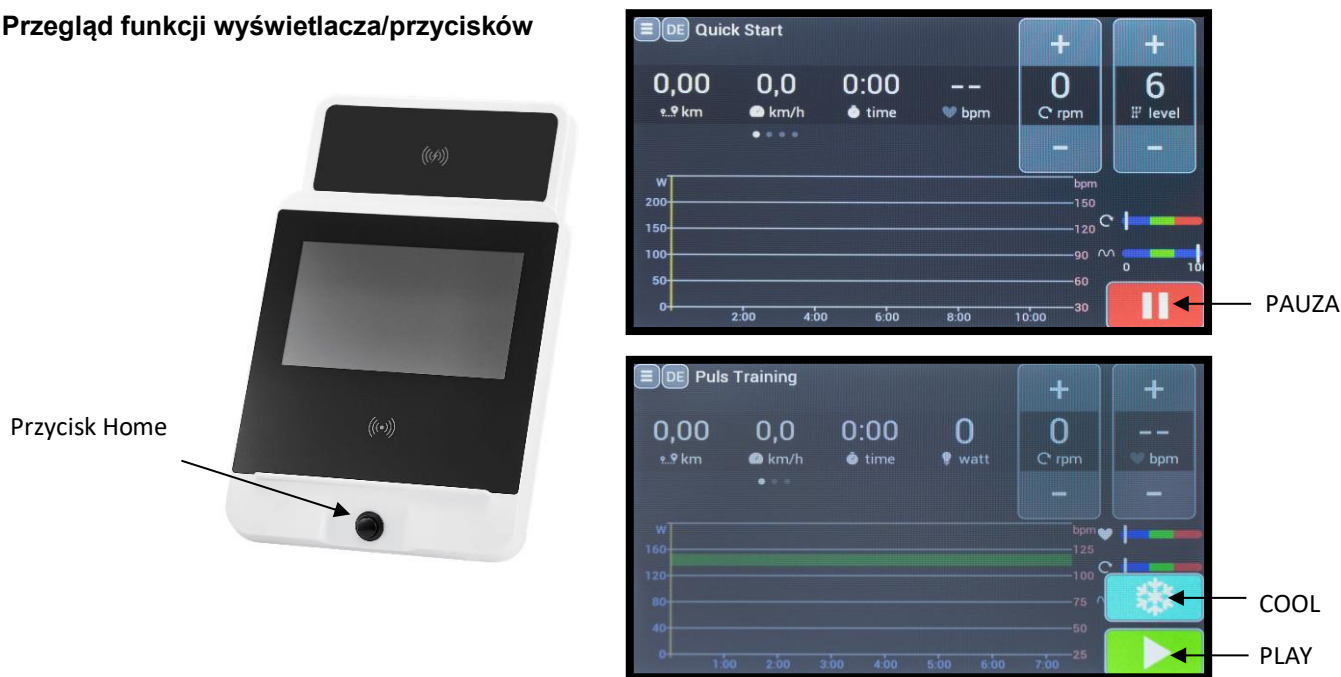 Przegląd funkcji wyświetlacza/przycisków
Przycisk Home
DE Quick Start
0,00 0,0 0:00 -- 0 6
km km/h time bpm rpm level
+ +
- -
W bpm
200 150
150 120
100 90
50 60
0 30
2:00 4:00 6:00 8:00 10:00
0 100
PAUZA
DE Puls Training
0,00 0,0 0:00 0 0 --
km km/h time watt rpm bpm
+ +
- -
W bpm
160 125
120 100
80 75
40 50
0 25
1:00 2:00 3:00 4:00 5:00 6:00 7:00
COOL
PLAY